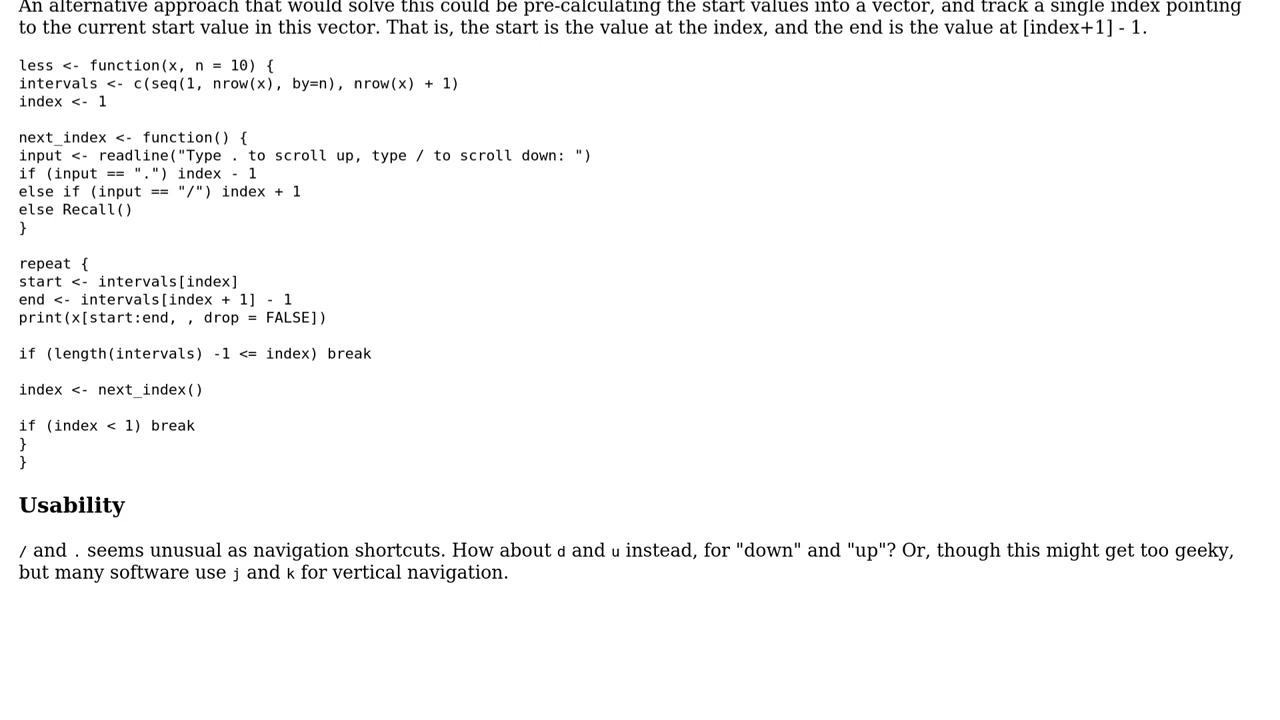 An alternative approach that would solve this could be pre-calculating the start values into a vector, and track a single index pointing
to the current start value in this vector. That is, the start is the value at the index, and the end is the value at [index+1] - 1.
less <- function(x, n = 10) {
intervals <- c(seq(1, nrow(x), by=n), nrow(x) + 1)
index <- 1
next_index <- function() {
input <- readline("Type . to scroll up, type / to scroll down: ")
if (input == ".") index - 1
else if (input == "/") index + 1
else Recall()
}
repeat {
start <- intervals[index]
end <- intervals[index + 1] - 1
print(x[start:end, , drop = FALSE])
if (length(intervals) -1 <= index) break
index <- next_index()
if (index < 1) break
}
}
Usability
/ and . seems unusual as navigation shortcuts. How about d and u instead, for "down" and "up"? Or, though this might get too geeky,
but many software use j and k for vertical navigation.